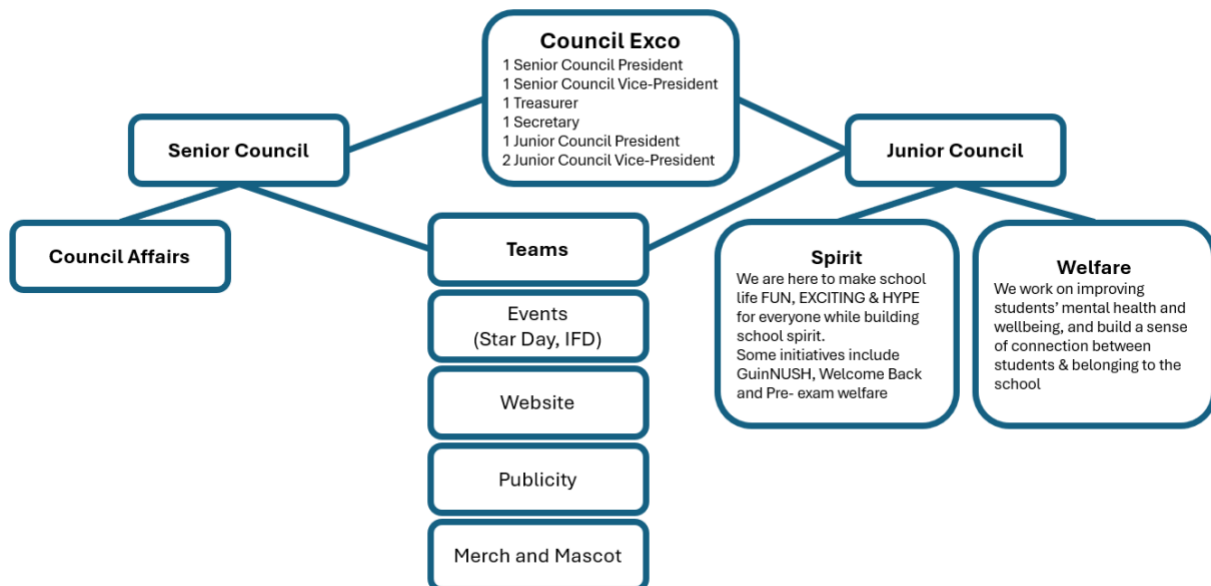 Council Exco
1 Senior Council President
1 Senior Council Vice-President
1 Treasurer
1 Secretary
1 Junior Council President
2 Junior Council Vice-President
Senior Council
Junior Council
Council Affairs
Teams
Events
(Star Day, IFD)
Website
Publicity
Merch and Mascot
Spirit
We are here to make school
life FUN, EXCITING & HYPE
for everyone while building
school spirit.
Some initiatives include
GuinNUSH, Welcome Back
and Pre- exam welfare
Welfare
We work on improving
students’ mental health and
wellbeing, and build a sense
of connection between
students & belonging to the
school